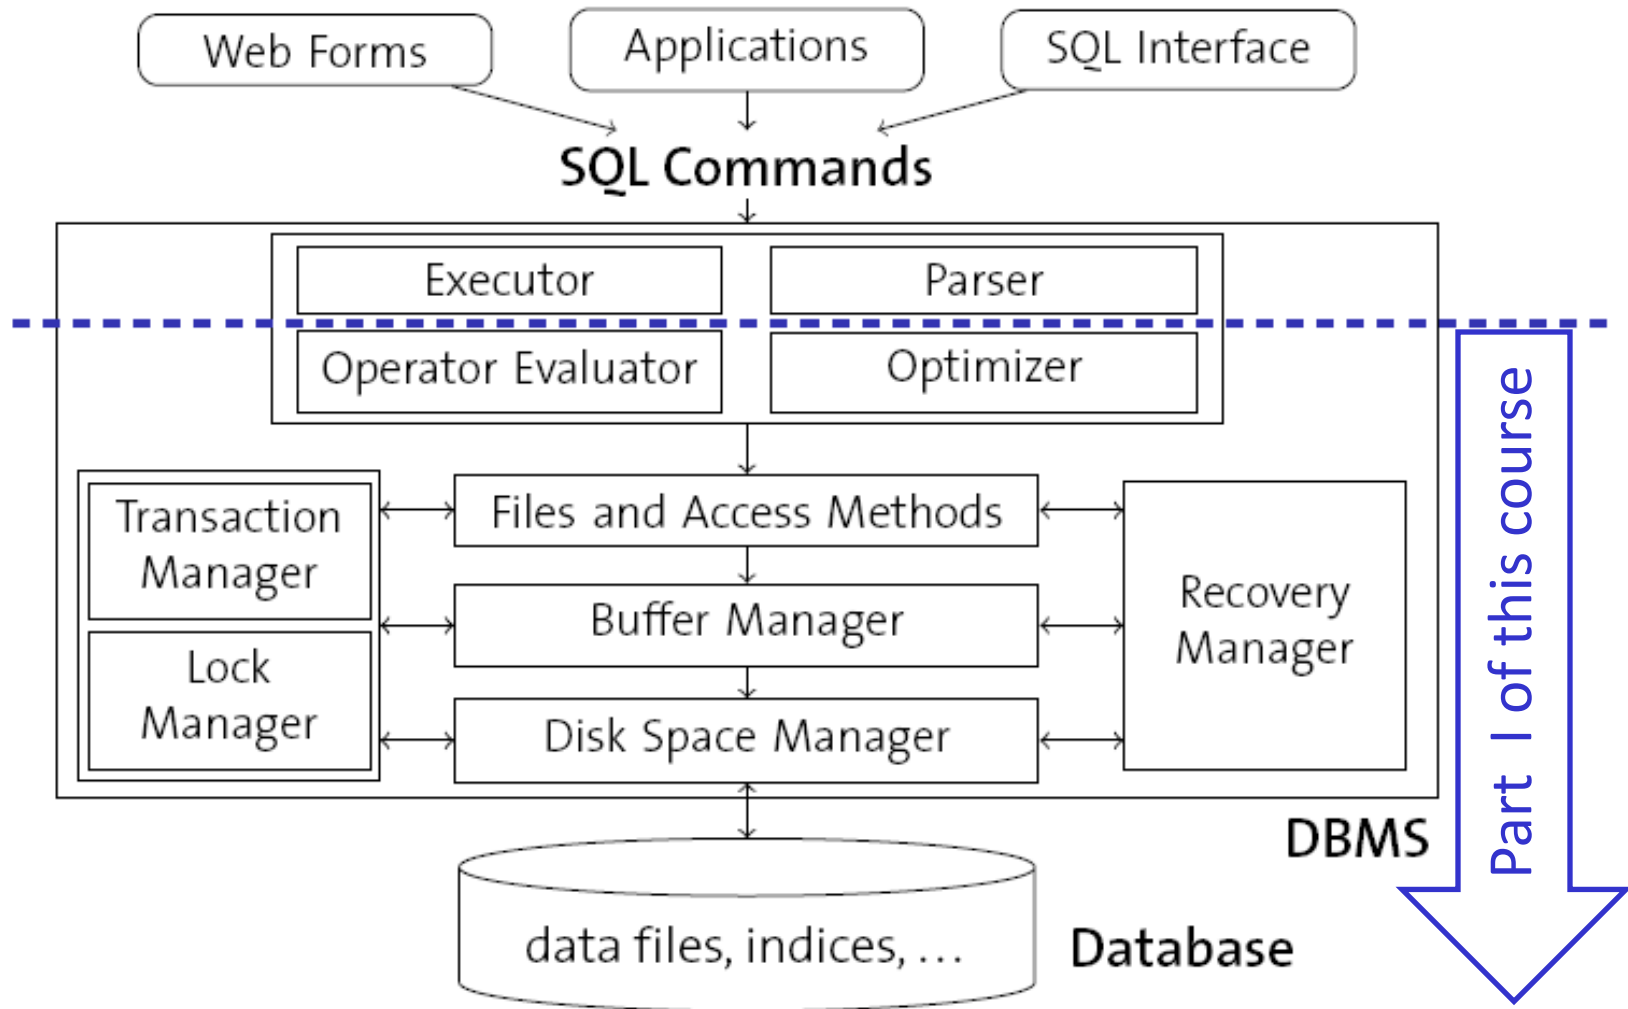 Web Forms
Applications
SQL Interface
SQL Commands
Executor
Parser
Operator Evaluator
Optimizer
Transaction
Manager
Lock
Manager
Files and Access Methods
Buffer Manager
Disk Space Manager
Recovery
Manager
DBMS
data files, indices, …
Database
Part I of this course